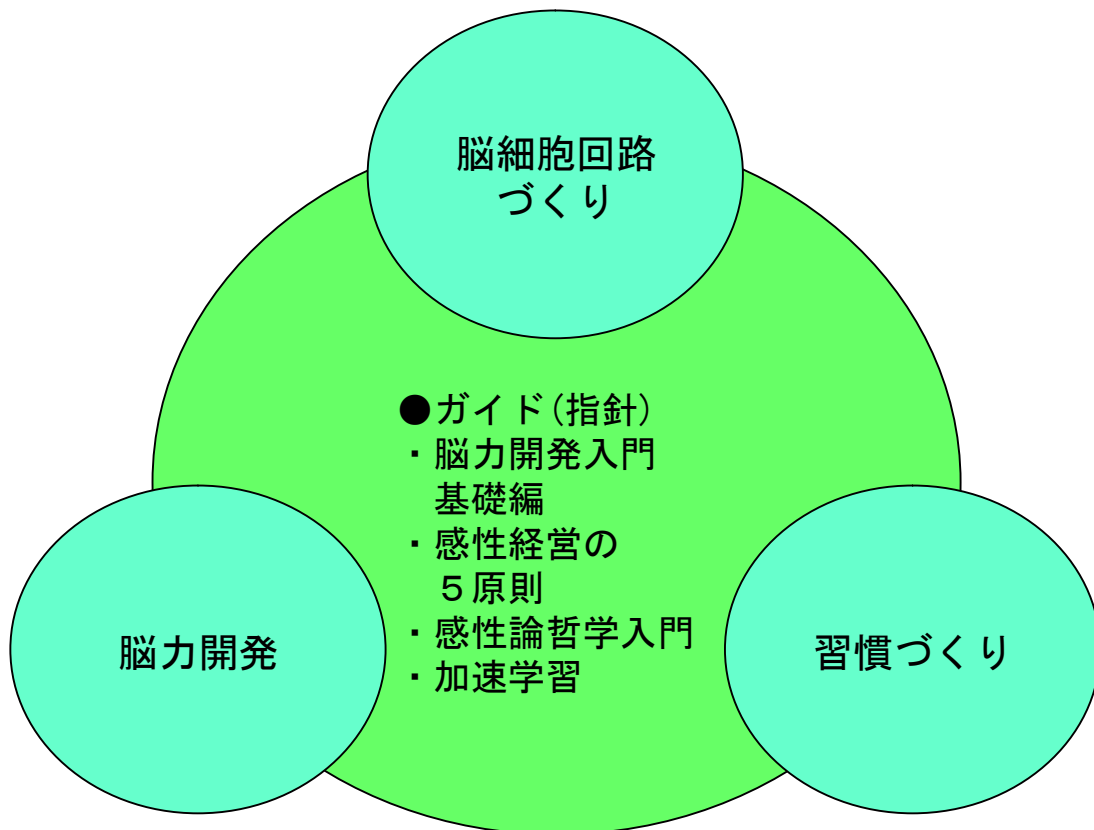 脳細胞回路
づくり
●ガイド(指針)
・脳力開発入門
基礎編
・感性経営の
５原則
・感性論哲学入門
・加速学習
脳力開発
習慣づくり